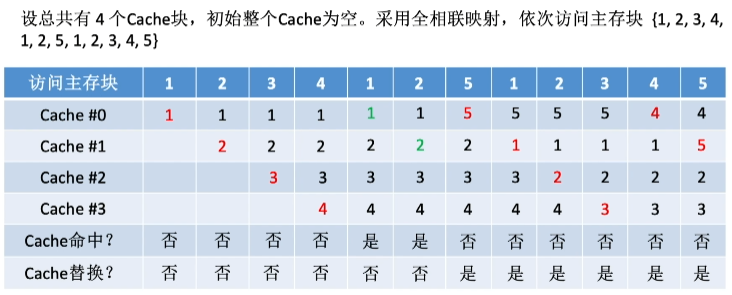 设总共有 4 个Cache块，初始整个Cache为空。采用全相联映射，依次访问主存块 {1, 2, 3, 4,
1, 2, 5, 1, 2, 3, 4, 5}
访问主存块 1 2 3 4 1 2 5 1 2 3 4 5
Cache #0 1 1 1 1 1 1 5 5 5 5 4 4
Cache #1 2 2 2 2 2 2 1 1 1 1 5
Cache #2 3 3 3 3 3 3 2 2 2 2
Cache #3 4 4 4 4 4 4 3 3 3
Cache命中？ 否 否 否 否 是 是 否 否 否 否 否 否
Cache替换？ 否 否 否 否 否 否 是 是 是 是 是 是